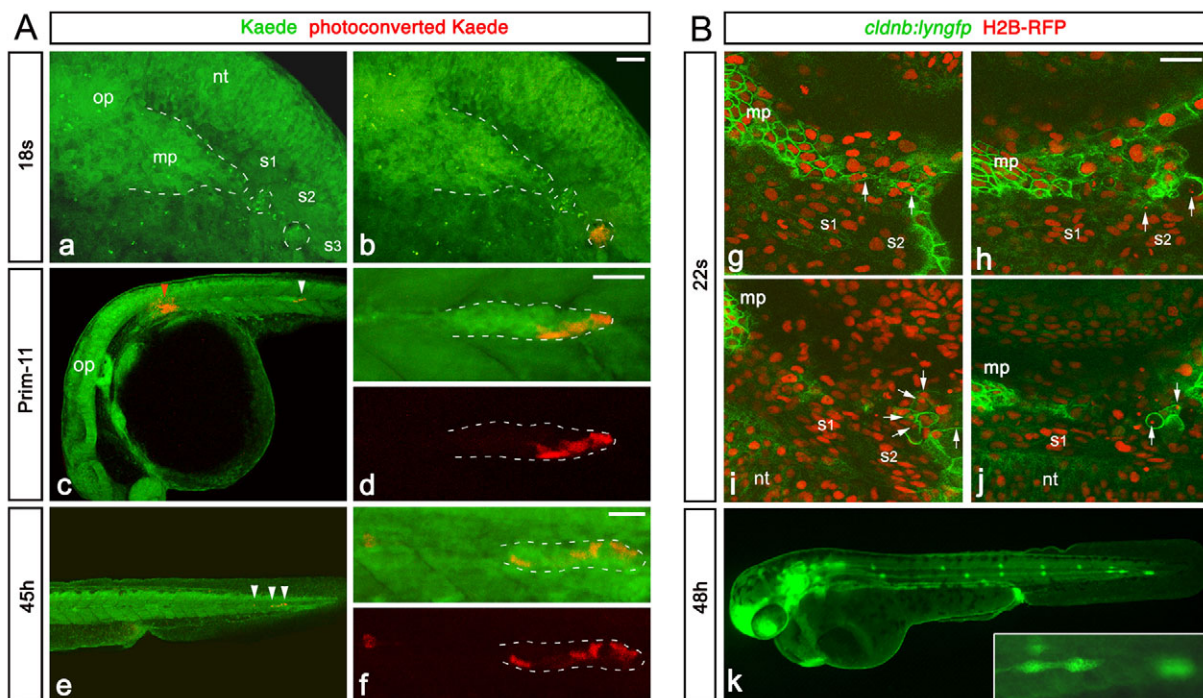 A
Kaede photoconverted Kaede
18s
op
nt
mp
s1
s2
s3
a
b
Prim-11
op
c
d
45h
e
f
B
cldnb:lyngfp H2B-RFP
22s
mp
s1
s2
g
mp
s1
s2
h
mp
s1
s2
nt
i
mp
s1
nt
j
48h
k